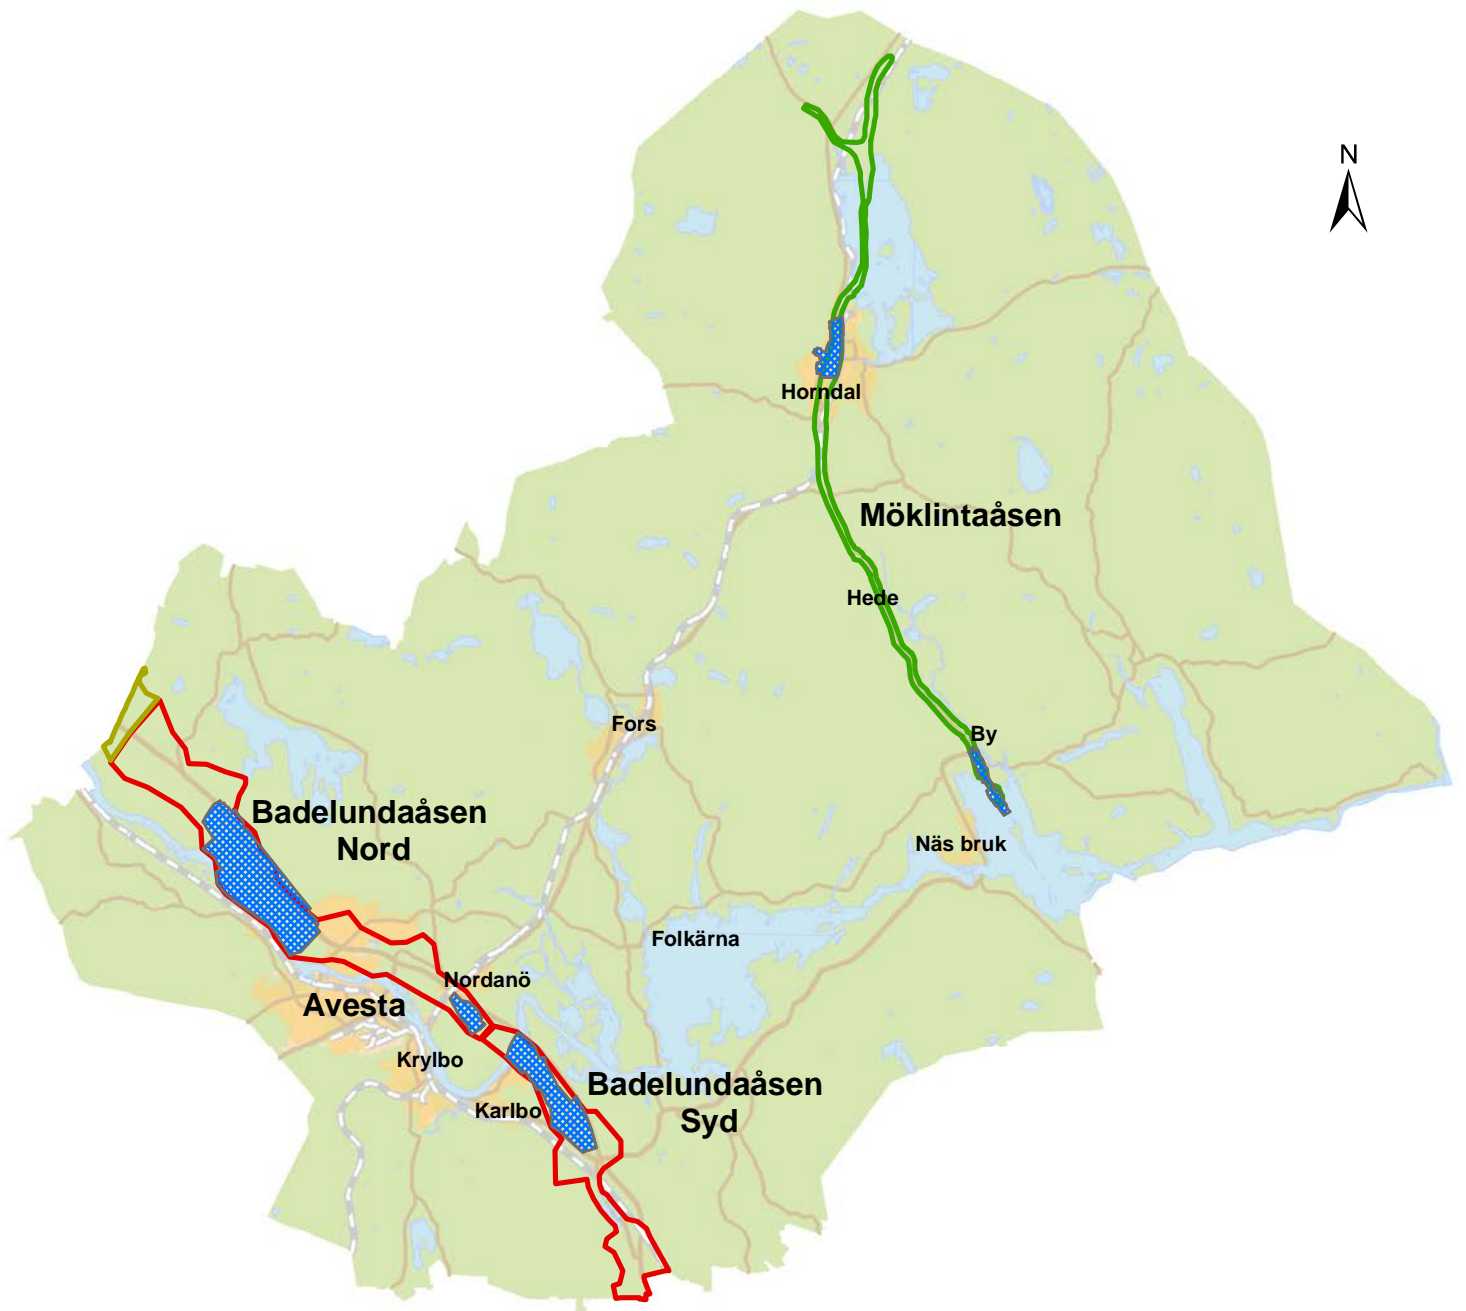 N
Horndal
Möklintaåsen
Hede
Fors
By
Badelundaåsen
Nord
Näs bruk
Folkärna
Nordanö
Avesta
Krylbo
Badelundaåsen
Syd
Karlbo